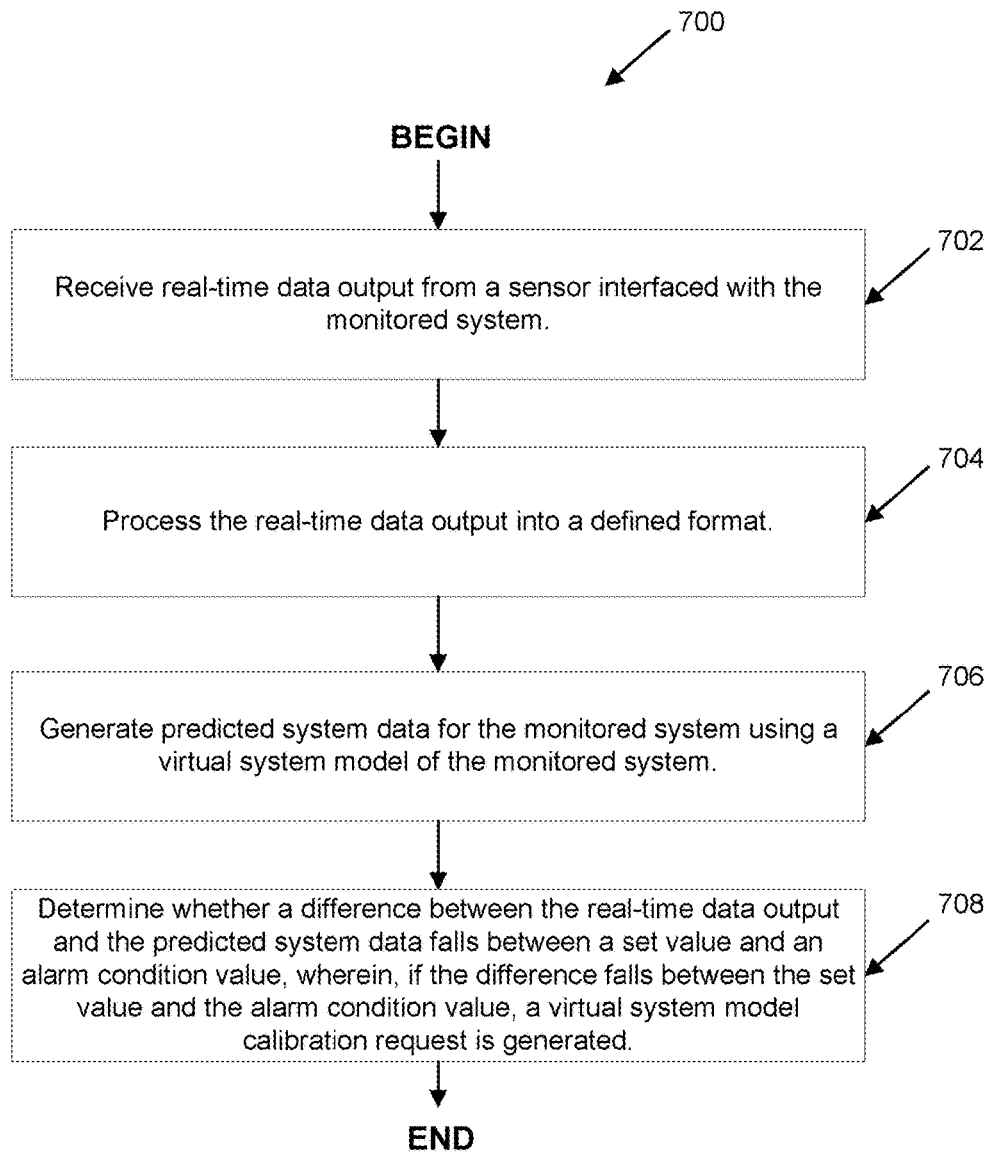 700
BEGIN
702
Receive real-time data output from a sensor interfaced with the
monitored system.
704
Process the real-time data output into a defined format.
706
Generate predicted system data for the monitored system using a
virtual system model of the monitored system.
708
Determine whether a difference between the real-time data output
and the predicted system data falls between a set value and an
alarm condition value, wherein, if the difference falls between the set
value and the alarm condition value, a virtual system model
calibration request is generated.
END